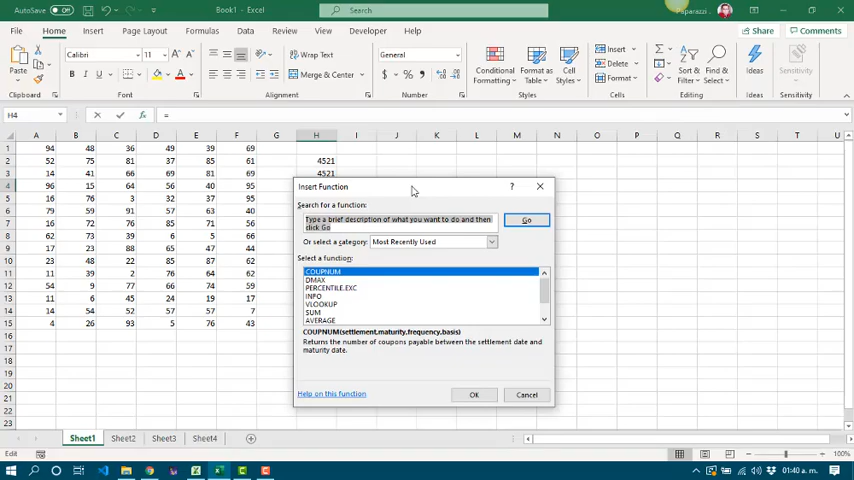 AutoSave Off Book1 - Excel Search Paparazzi .
File Home Insert Page Layout Formulas Data Review View Developer Help Share Comments
Calibri 11 A A Wrap Text General Insert Σ
Paste B I U A Merge & Center $ % Conditional Formatting Format as Table Cell Styles Delete Format Sort & Filter Find & Select Ideas Sensitivity
Clipboard Font Alignment Number Styles Cells Editing Ideas Sensitivity
H4 fx =
A B C D E F G H I J K L M N O P Q R S T U
1 94 48 36 49 39 69
2 52 75 81 37 85 61 4521
3 14 41 66 69 81 69 4521
4 96 15 64 56 40 95
5 16 76 3 32 37 95
6 79 59 91 57 63 40
7 16 72 85 71 56
8
9 17 23 88 65 47 44
10 23 48 22 85 87 62
11 11 39 2 76 64 62
12 54 9 77 66 74 59
13 11 6 45 24 19 17
14 14 54 52 57 57 7
15 4 26 93 5 76 43
16
17
18
19
20
21
22
23
Insert Function ?
Search for a function:
Type a brief description of what you want to do and then
click Go
Go
Or select a category: Most Recently Used
Select a function:
COUPNUM
DMAX
PERCENTILE.EXC
INFO
VLOOKUP
SUM
AVERAGE
COUPNUM(settlement,maturity,frequency,basis)
Returns the number of coupons payable between the settlement date and
maturity date.
Help on this function OK Cancel
Sheet1 Sheet2 Sheet3 Sheet4
Edit 100%
01:40 a. m.